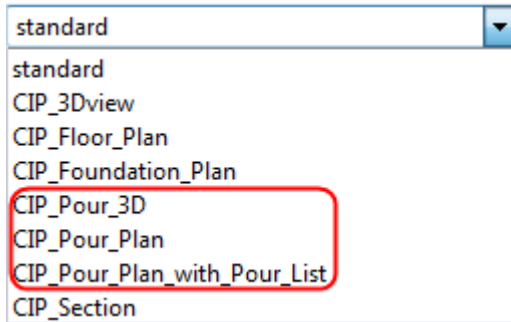 standard
standard
CIP_3Dview
CIP_Floor_Plan
CIP_Foundation_Plan
CIP_Pour_3D
CIP_Pour_Plan
CIP_Pour_Plan_with_Pour_List
CIP_Section